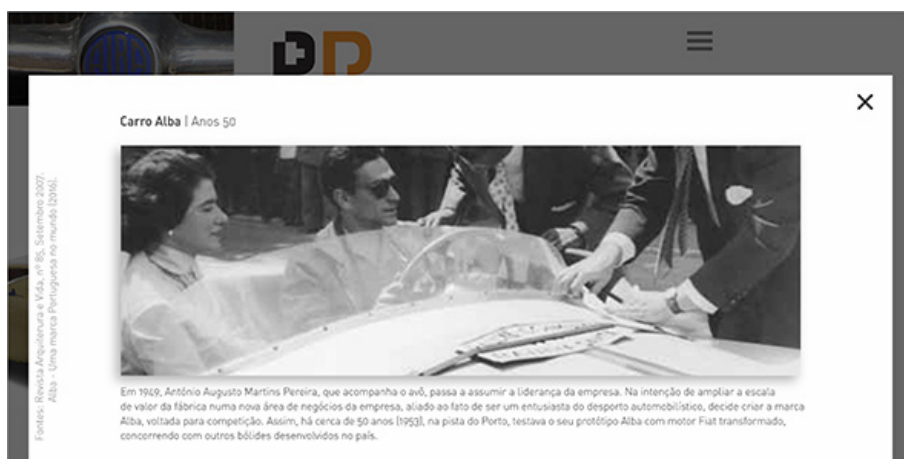 Carro Alba | Anos 50
Fontes: Revista Arquiterura e Vida, nº 85, Setembro 2007.
Alba - Uma marca Portuguesa no mundo (2016).
Em 1949, António Augusto Martins Pereira, que acompanha o avô, passa a assumir a liderança da empresa. Na intenção de ampliar a escala
de valor da fábrica numa nova área de negócios da empresa, aliado ao fato de ser um entusiasta do desporto automobilístico, decide criar a marca
Alba, voltada para competição. Assim, há cerca de 50 anos (1953), na pista do Porto, testava o seu protótipo Alba com motor Fiat transformado,
concorrendo com outros bólides desenvolvidos no país.